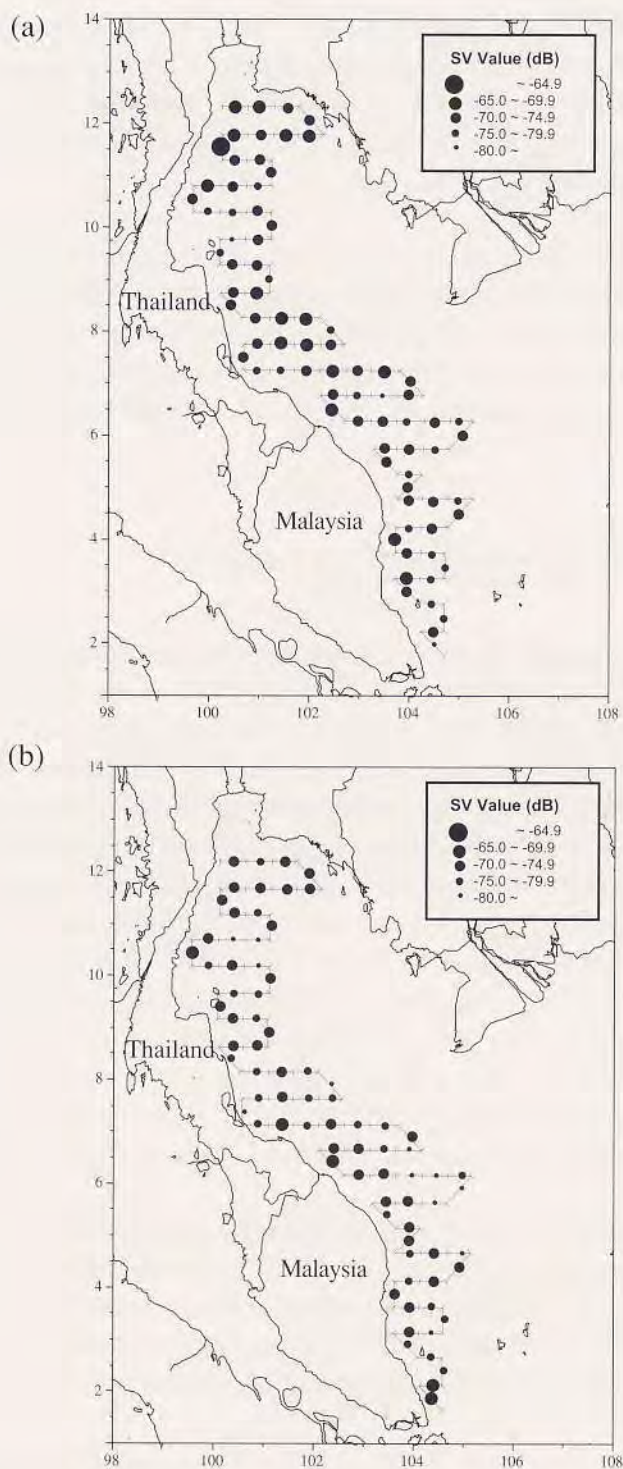 (a)
14
12
10
8
6
4
2
98 100 102 104 106 108
SV Value (dB)
~ -64.9
-65.0 ~ -69.9
-70.0 ~ -74.9
-75.0 ~ -79.9
-80.0 ~
Thailand
Malaysia
(b)
14
12
10
8
6
4
2
98 100 102 104 106 108
SV Value (dB)
~ -64.9
-65.0 ~ -69.9
-70.0 ~ -74.9
-75.0 ~ -79.9
-80.0 ~
Thailand
Malaysia